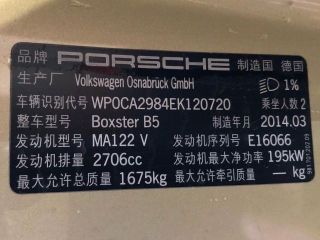 品牌 PORSCHE 制造国 德国
生产厂 Volkswagen Osnabrück GmbH 1%
车辆识别代号 WP0CA2984EK120720 乘坐人数 2
整车型号 Boxster B5 制造年月 2014.03
发动机型号 MA122 V 发动机序列号 E16066
发动机排量 2706cc 发动机最大净功率 195kW
最大允许总质量 1675kg 最大允许牵引质量 — kg